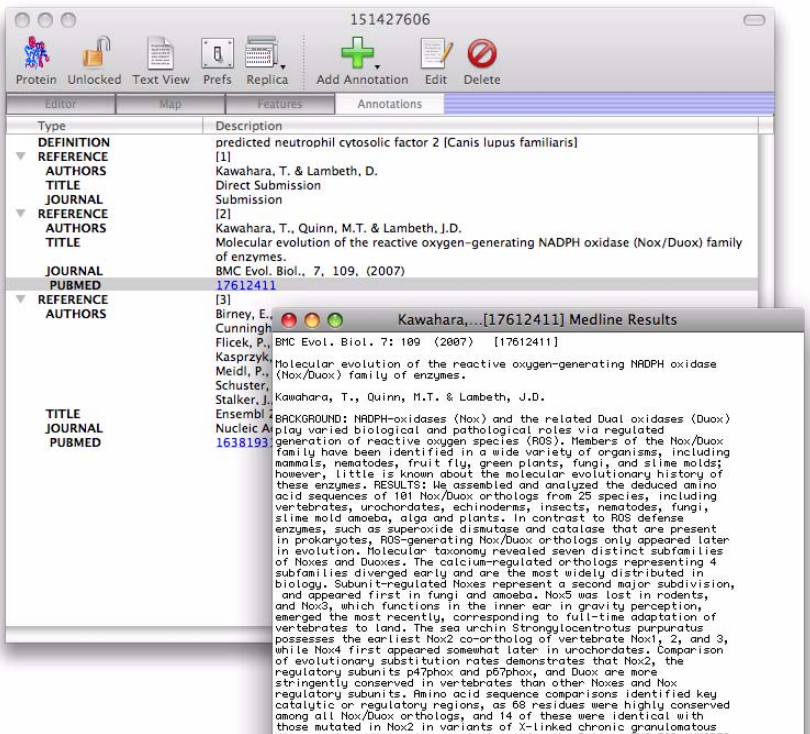 151427606
Protein Unlocked Text View Prefs Replica Add Annotation Edit Delete
Editor Map Features Annotations
Type Description
DEFINITION predicted neutrophil cytosolic factor 2 [Canis lupus familiaris]
REFERENCE [1]
AUTHORS Kawahara, T. & Lambeth, D.
TITLE Direct Submission
JOURNAL Submission
REFERENCE [2]
AUTHORS Kawahara, T., Quinn, M.T. & Lambeth, J.D.
TITLE Molecular evolution of the reactive oxygen-generating NADPH oxidase (Nox/Duox) family
of enzymes.
JOURNAL BMC Evol. Biol., 7, 109, (2007)
PUBMED 17612411
REFERENCE [3]
AUTHORS Birney, E.,
Cunningh
Flicek, P.,
Kasprzyk,
Meidl, P.,
Schuster,
Stalker, J.,
TITLE Ensembl 2
JOURNAL Nucleic A
PUBMED 16381931
Kawahara,...[17612411] Medline Results
BMC Evol. Biol. 7: 109 (2007) [17612411]
Molecular evolution of the reactive oxygen-generating NADPH oxidase
(Nox/Duox) family of enzymes.
Kawahara, T., Quinn, M.T. & Lambeth, J.D.
BACKGROUND: NADPH-oxidases (Nox) and the related Dual oxidases (Duox)
play varied biological and pathological roles via regulated
generation of reactive oxygen species (ROS). Members of the Nox/Duox
family have been identified in a wide variety of organisms, including
mammals, nematodes, fruit fly, green plants, fungi, and slime molds;
however, little is known about the molecular evolutionary history of
these enzymes. RESULTS: We assembled and analyzed the deduced amino
acid sequences of 101 Nox/Duox orthologs from 25 species, including
vertebrates, urochordates, echinoderms, insects, nematodes, fungi,
slime mold amoeba, alga and plants. In contrast to ROS defense
enzymes, such as superoxide dismutase and catalase that are present
in prokaryotes, ROS-generating Nox/Duox orthologs only appeared later
in evolution. Molecular taxonomy revealed seven distinct subfamilies
of Noxes and Duoxes. The calcium-regulated orthologs representing 4
subfamilies diverged early and are the most widely distributed in
biology. Subunit-regulated Noxes represent a second major subdivision,
and appeared first in fungi and amoeba. Nox5 was lost in rodents,
and Nox3, which functions in the inner ear in gravity perception,
emerged the most recently, corresponding to full-time adaptation of
vertebrates to land. The sea urchin Strongylocentrotus purpuratus
possesses the earliest Nox2 co-ortholog of vertebrate Nox1, 2, and 3,
while Nox4 first appeared somewhat later in urochordates. Comparison
of evolutionary substitution rates demonstrates that Nox2, the
regulatory subunits p47phox and p67phox, and Duox are more
stringently conserved in vertebrates than other Noxes and Nox
regulatory subunits. Amino acid sequence comparisons identified key
catalytic or regulatory regions, as 68 residues were highly conserved
among all Nox/Duox orthologs, and 14 of these were identical with
those mutated in Nox2 in variants of X-linked chronic granulomatous